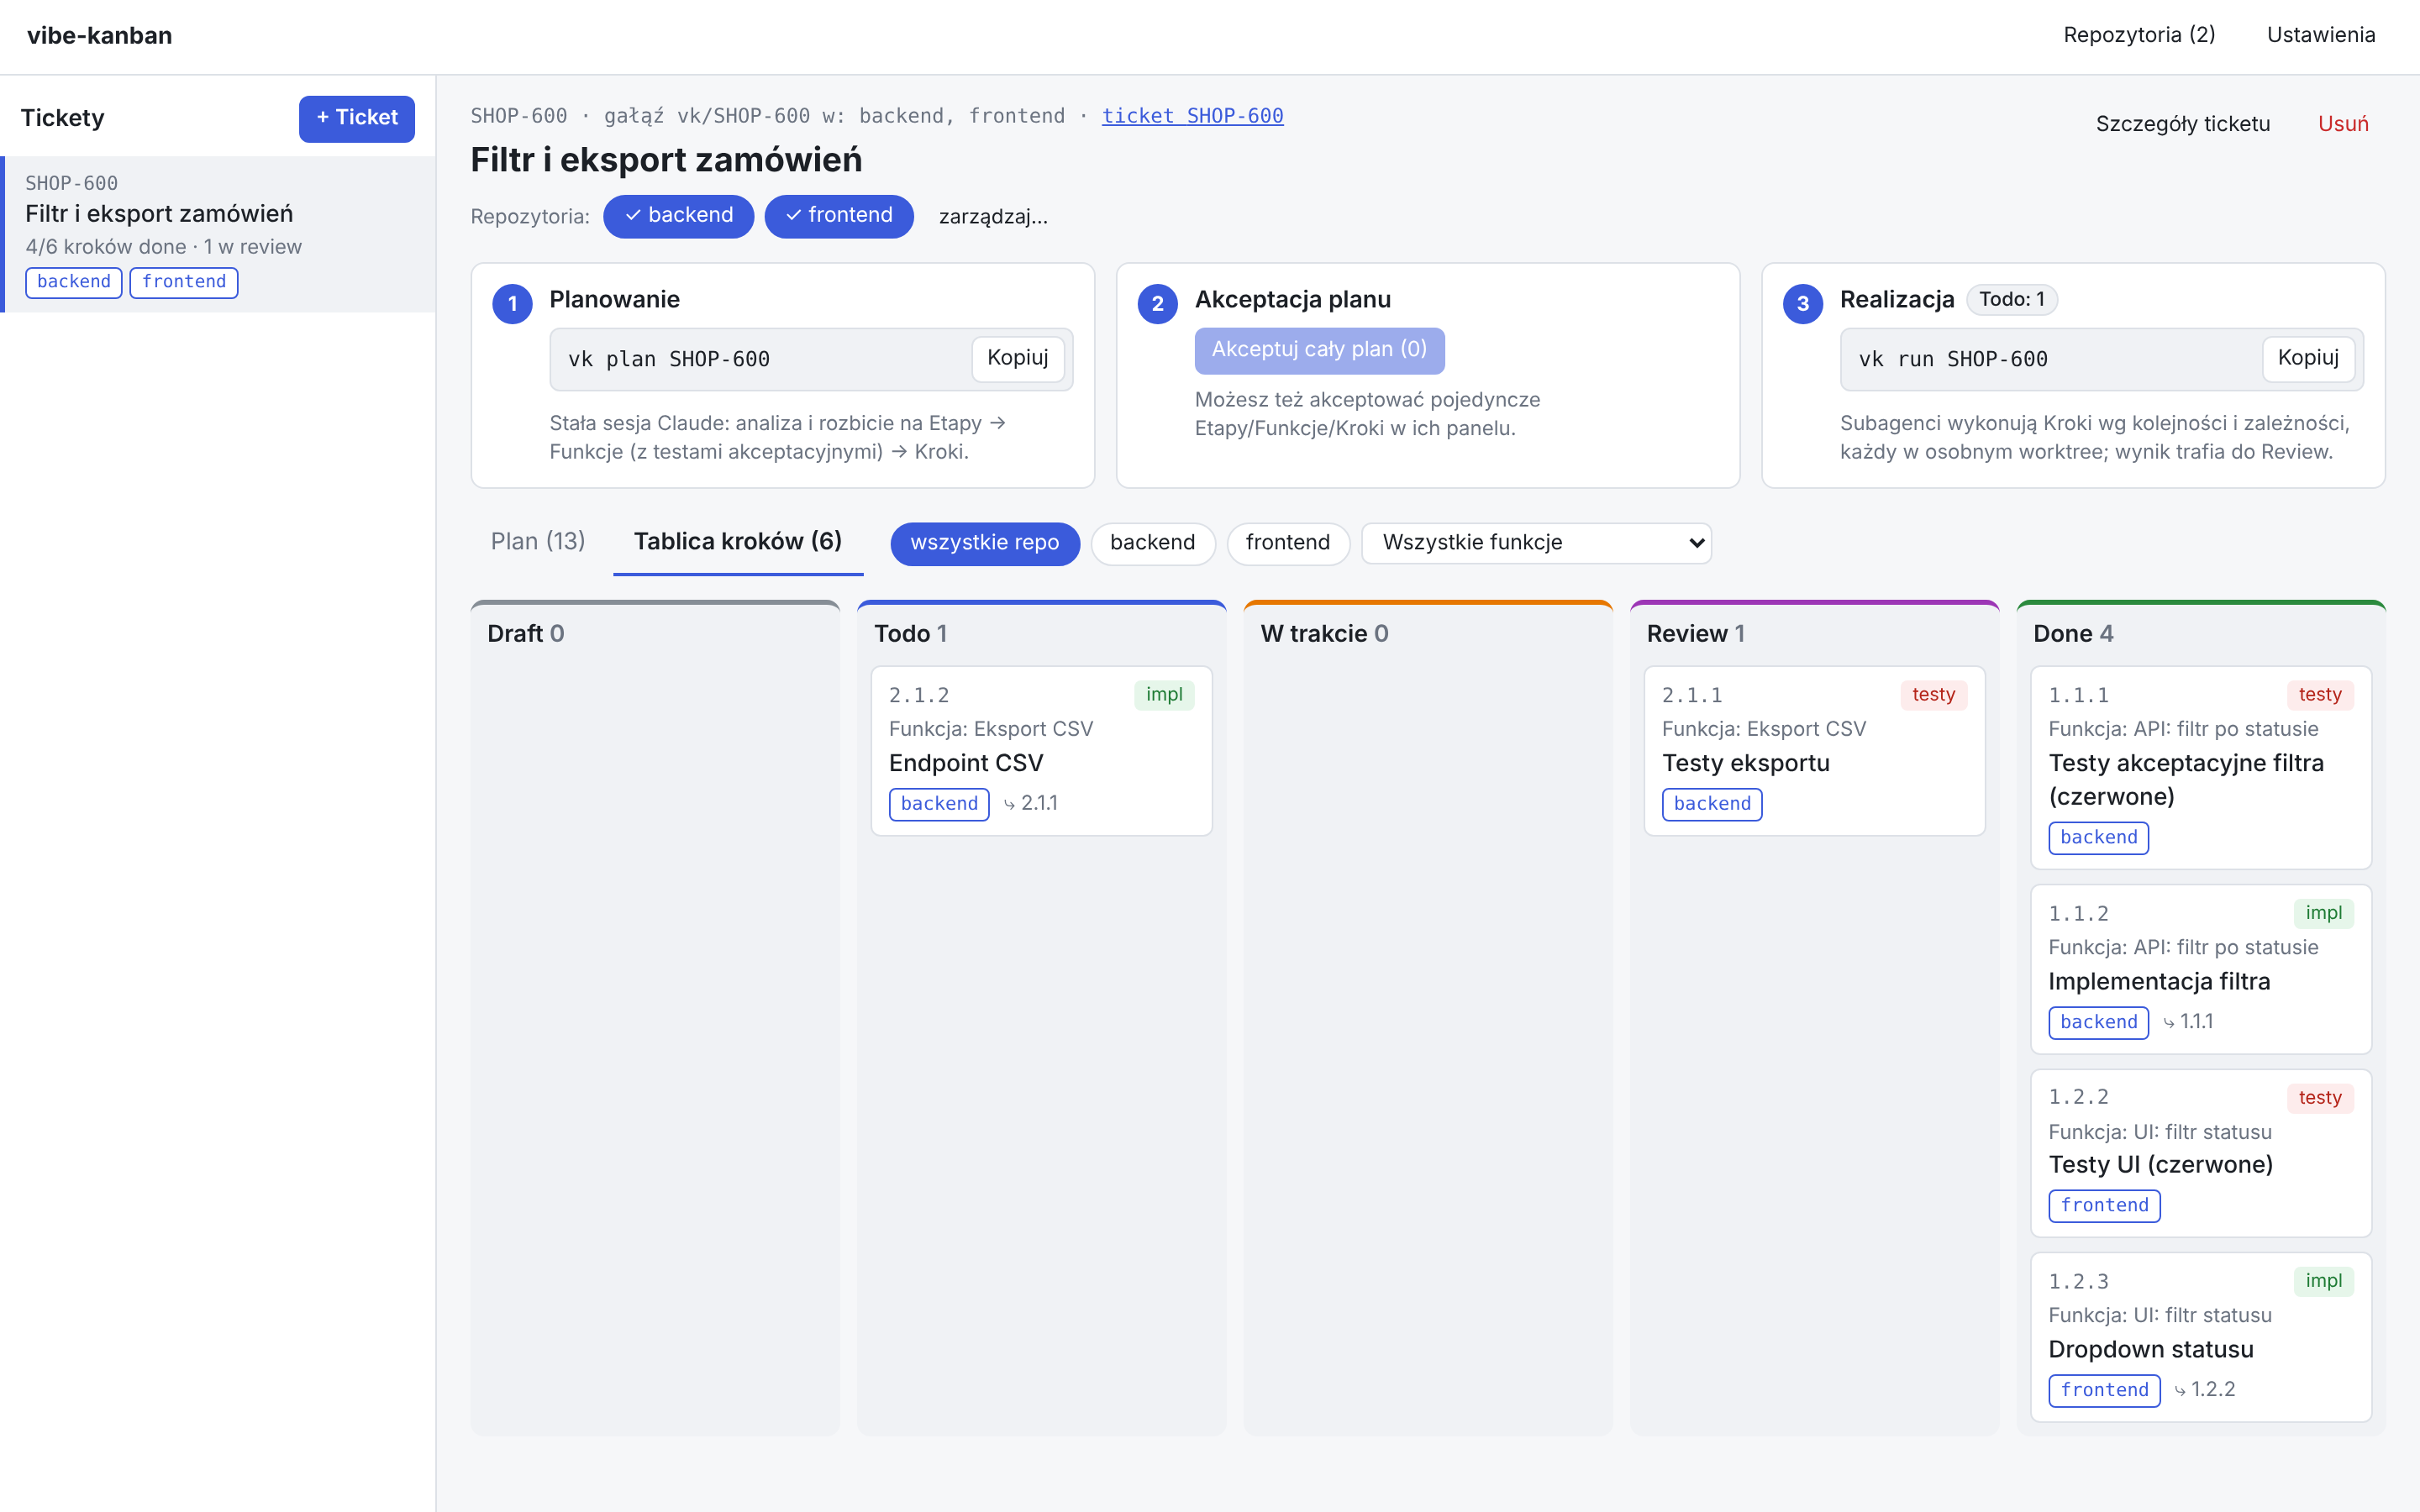 vibe-kanban
Repozytoria (2)
Ustawienia
Tickety
+ Ticket
SHOP-600
Filtr i eksport zamówień
4/6 kroków done · 1 w review
backend
frontend
SHOP-600 · gałąź vk/SHOP-600 w: backend, frontend · ticket SHOP-600
Szczegóły ticketu
Usuń
Filtr i eksport zamówień
Repozytoria:
✓ backend
✓ frontend
zarządzaj...
1
Planowanie
vk plan SHOP-600
Kopiuj
Stała sesja Claude: analiza i rozbicie na Etapy →
Funkcje (z testami akceptacyjnymi) → Kroki.
2
Akceptacja planu
Akceptuj cały plan (0)
Możesz też akceptować pojedyncze
Etapy/Funkcje/Kroki w ich panelu.
3
Realizacja
Todo: 1
vk run SHOP-600
Kopiuj
Subagenci wykonują Kroki wg kolejności i zależności,
każdy w osobnym worktree; wynik trafia do Review.
Plan (13)
Tablica kroków (6)
wszystkie repo
backend
frontend
Wszystkie funkcje
Draft 0
Todo 1
2.1.2
impl
Funkcja: Eksport CSV
Endpoint CSV
backend
⤷ 2.1.1
W trakcie 0
Review 1
2.1.1
testy
Funkcja: Eksport CSV
Testy eksportu
backend
Done 4
1.1.1
testy
Funkcja: API: filtr po statusie
Testy akceptacyjne filtra
(czerwone)
backend
1.1.2
impl
Funkcja: API: filtr po statusie
Implementacja filtra
backend
⤷ 1.1.1
1.2.2
testy
Funkcja: UI: filtr statusu
Testy UI (czerwone)
frontend
1.2.3
impl
Funkcja: UI: filtr statusu
Dropdown statusu
frontend
⤷ 1.2.2